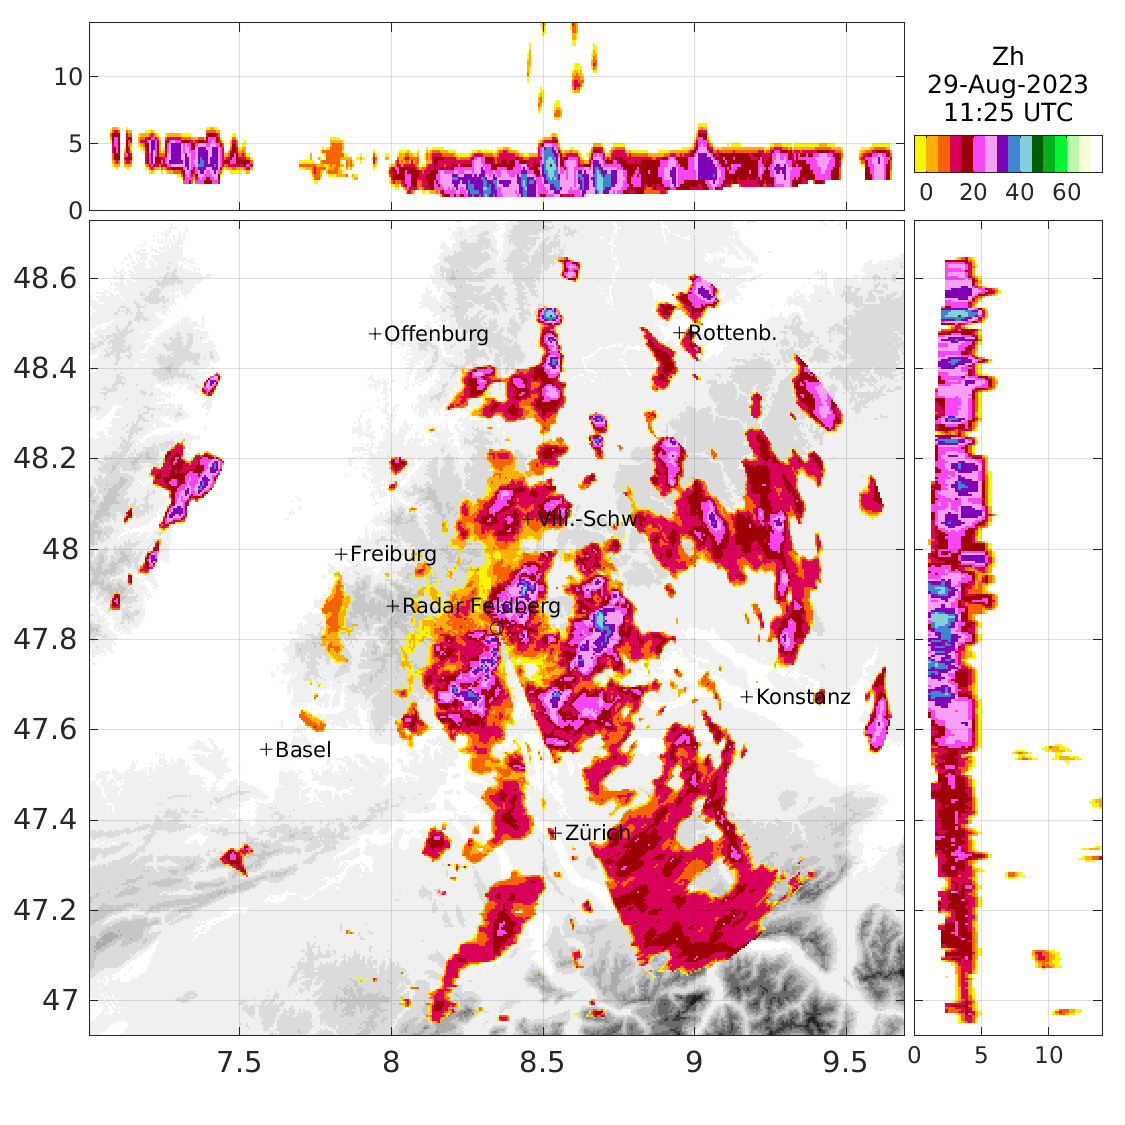 10
5
0
Zh
29-Aug-2023
11:25 UTC
0 20 40 60
48.6
48.4
48.2
48
47.8
47.6
47.4
47.2
47
+Offenburg
+Rottenb.
+Vill.-Schw.
+Freiburg
+Radar Feldberg
+Konstanz
+Basel
+Zürich
7.5 8 8.5 9 9.5
0 5 10